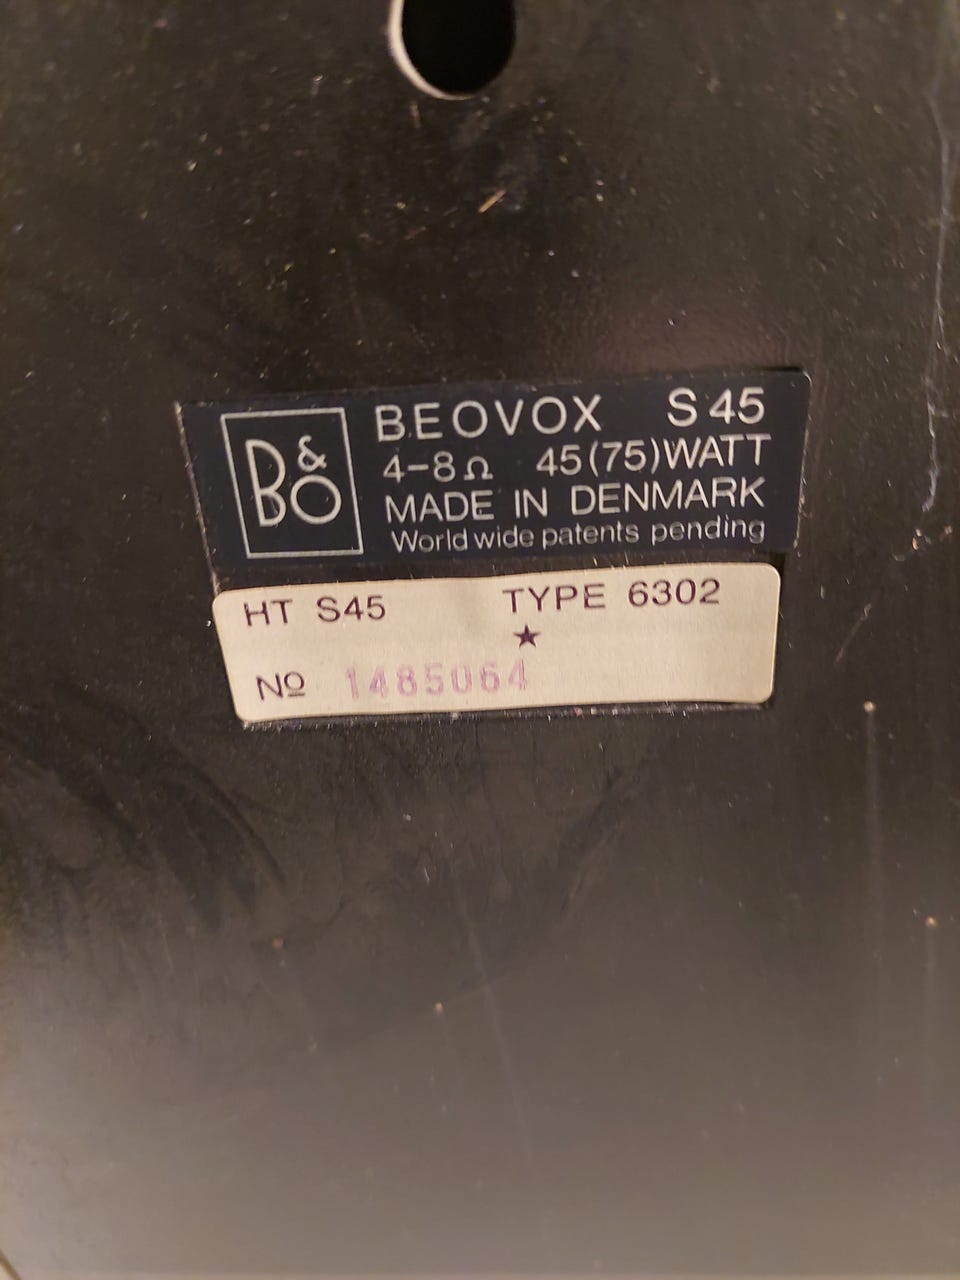 B&O
BEOVOX S 45
4-8Ω 45(75)WATT
MADE IN DENMARK
World wide patents pending
HT S45 TYPE 6302
★
Nº 1485064